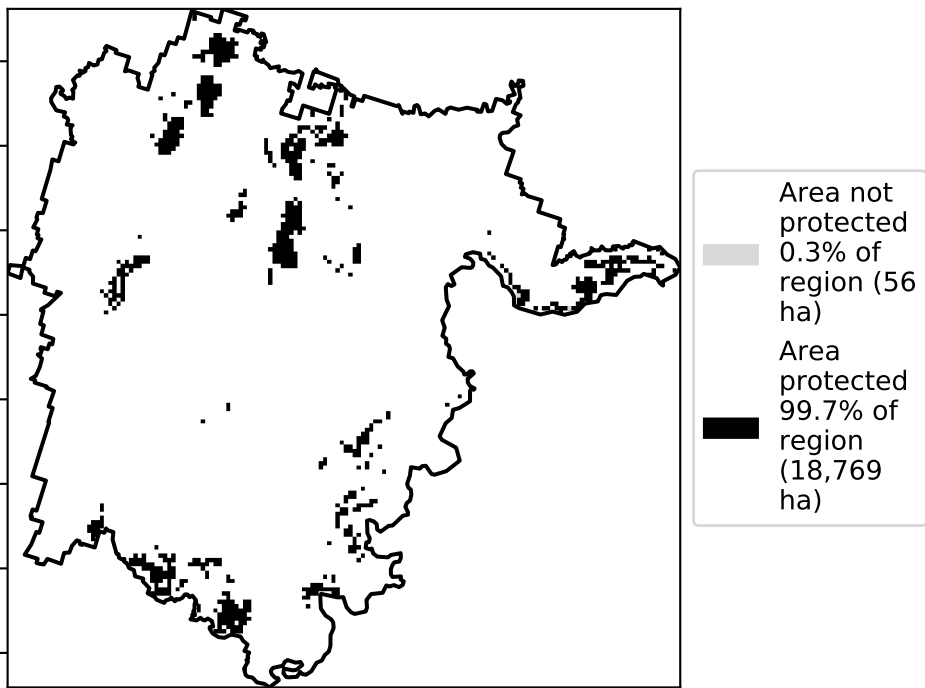 Area not
protected
0.3% of
region (56
ha)
Area
protected
99.7% of
region
(18,769
ha)